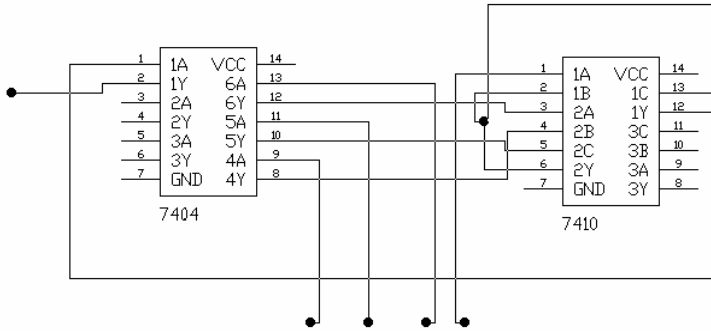 1 1A VCC 14
2 1Y 6A 13
3 2A 6Y 12
4 2Y 5A 11
5 3A 5Y 10
6 3Y 4A 9
7 GND 4Y 8
7404
1 1A VCC 14
2 1B 1C 13
3 2A 1Y 12
4 2B 3C 11
5 2C 3B 10
6 2Y 3A 9
7 GND 3Y 8
7410